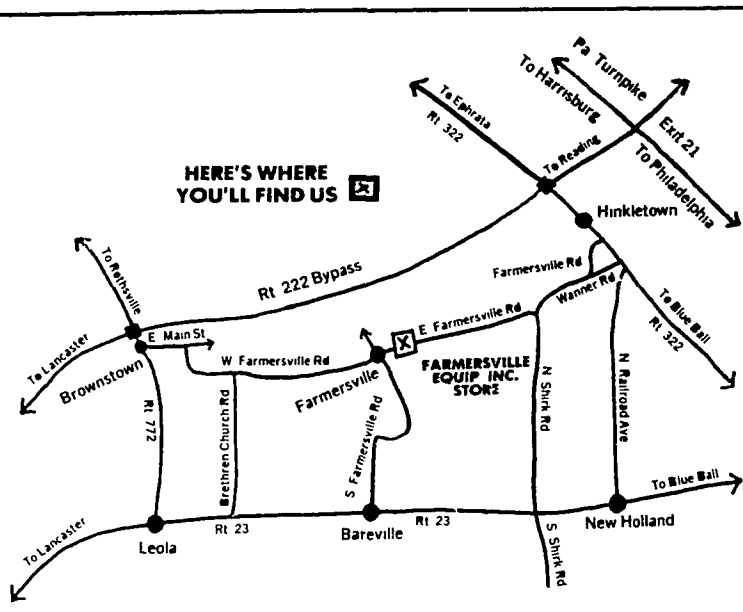 Pa Turnpike
To Harrisburg
Exit 21
To Philadelphia
To Ephrata
Rt 322
To Reading
HERE'S WHERE
YOU'LL FIND US X
Hinkletown
To Rothsville
Rt 222 Bypass
Farmersville Rd
Wanner Rd
To Blue Ball
Rt 322
To Lancaster
E Main St
Brownstown
W Farmersville Rd
X
E Farmersville Rd
Farmersville
FARMERSVILLE
EQUIP INC.
STORE
Rt 772
Brethren Church Rd
S Farmersville Rd
N Shirk Rd
N Railroad Ave
To Blue Ball
To Lancaster
Leola
Rt 23
Bareville
Rt 23
New Holland
S Shirk Rd